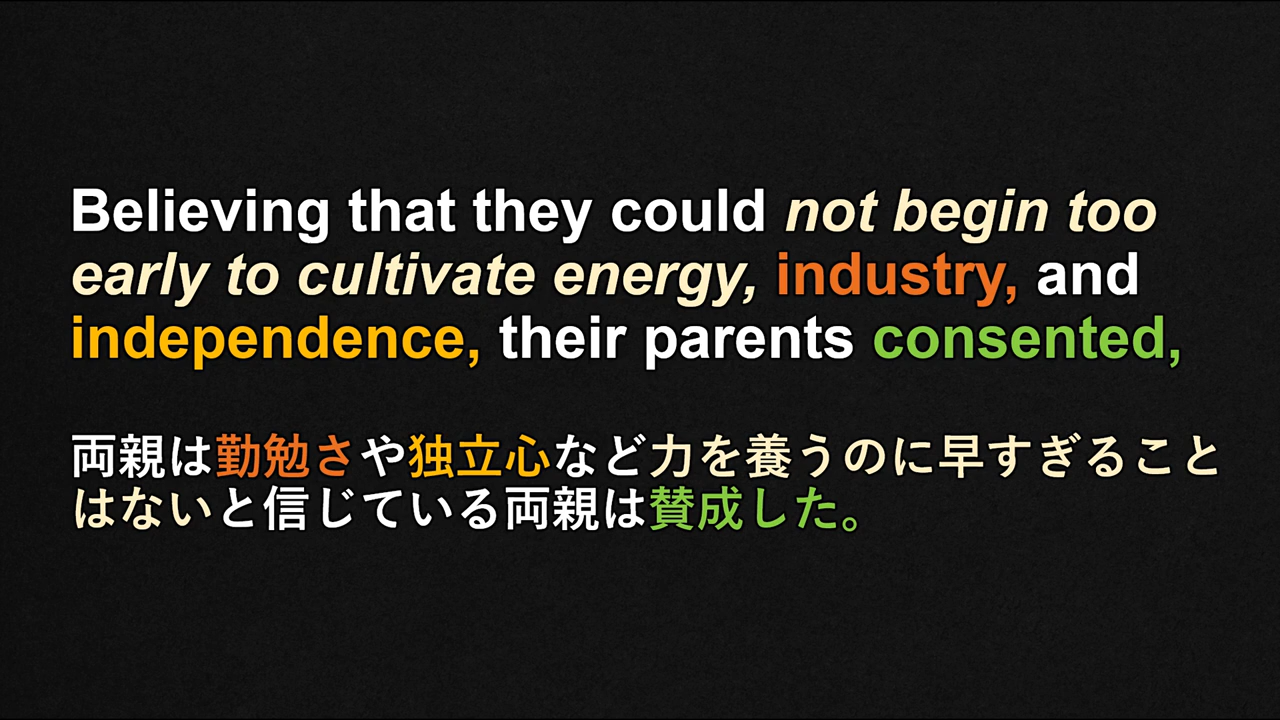 Believing that they could not begin too
early to cultivate energy, industry, and
independence, their parents consented,
両親は勤勉さや独立心など力を養うのに早すぎること
はないと信じている両親は賛成した。